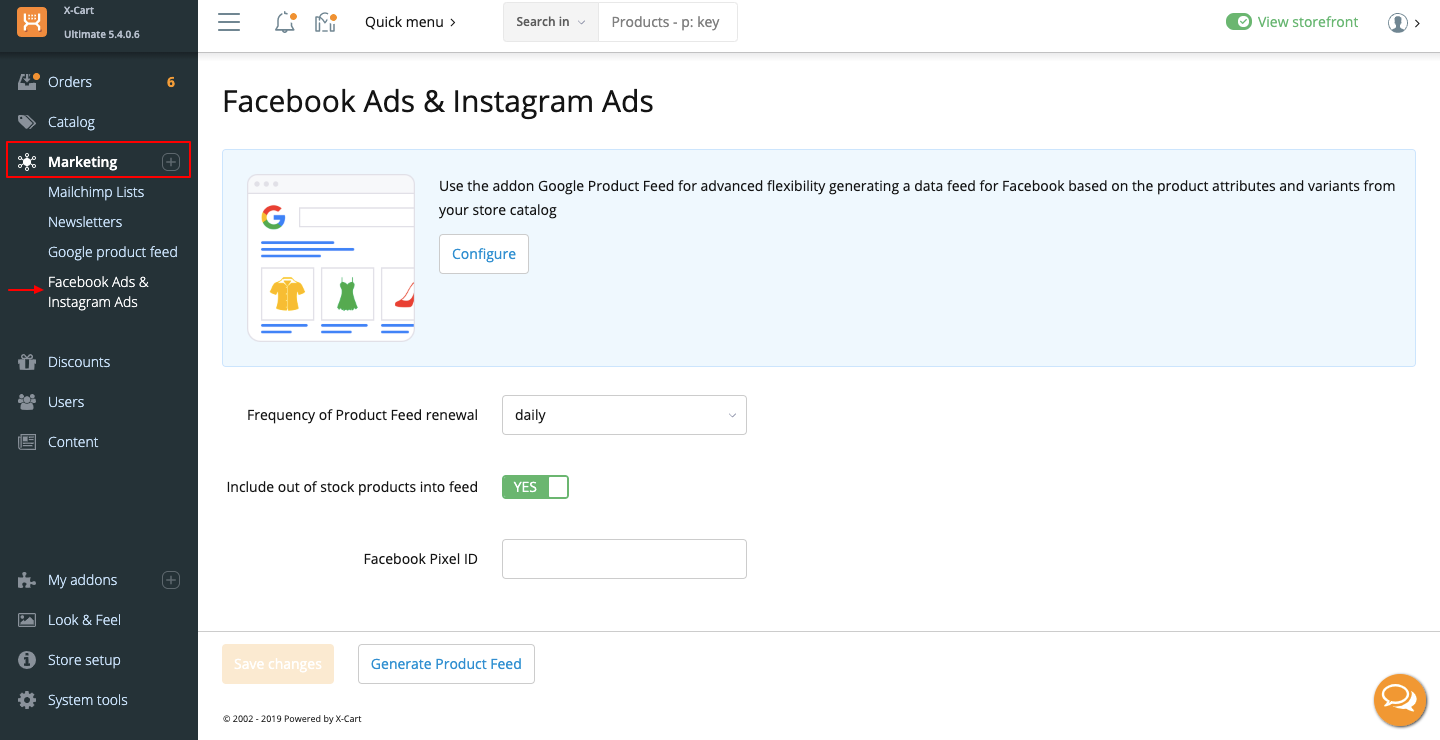 X-Cart
Ultimate 5.4.0.6
Quick menu
Search in
Products - p: key
View storefront
Orders
6
Catalog
Marketing
Mailchimp Lists
Newsletters
Google product feed
Facebook Ads &
Instagram Ads
Discounts
Users
Content
My addons
Look & Feel
Store setup
System tools
Facebook Ads & Instagram Ads
Use the addon Google Product Feed for advanced flexibility generating a data feed for Facebook based on the product attributes and variants from
your store catalog
Configure
Frequency of Product Feed renewal
daily
Include out of stock products into feed
YES
Facebook Pixel ID
Save changes
Generate Product Feed
© 2002 - 2019 Powered by X-Cart